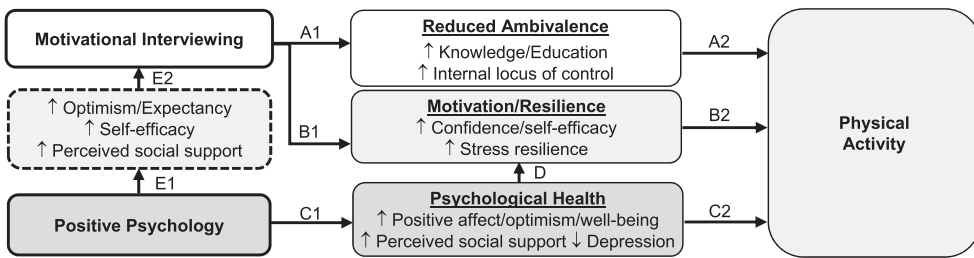 Motivational Interviewing
A1
Reduced Ambivalence
↑ Knowledge/Education
↑ Internal locus of control
A2
E2
↑ Optimism/Expectancy
↑ Self-efficacy
↑ Perceived social support
B1
Motivation/Resilience
↑ Confidence/self-efficacy
↑ Stress resilience
B2
Physical
Activity
E1
D
Positive Psychology
C1
Psychological Health
↑ Positive affect/optimism/well-being
↑ Perceived social support ↓ Depression
C2